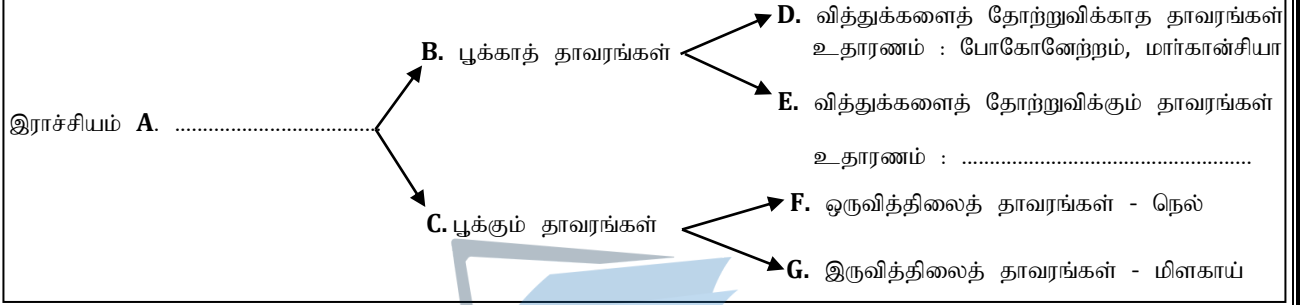 D. வித்துக்களைத் தோற்றுவிக்காத தாவரங்கள்
B. பூக்காத் தாவரங்கள்
உதாரணம் : போகோனேற்றம், மார்கான்சியா
E. வித்துக்களைத் தோற்றுவிக்கும் தாவரங்கள்
இராச்சியம் A. .....................................
உதாரணம் : ....................................................
F. ஒருவித்திலைத் தாவரங்கள் - நெல்
C. பூக்கும் தாவரங்கள்
G. இருவித்திலைத் தாவரங்கள் - மிளகாய்